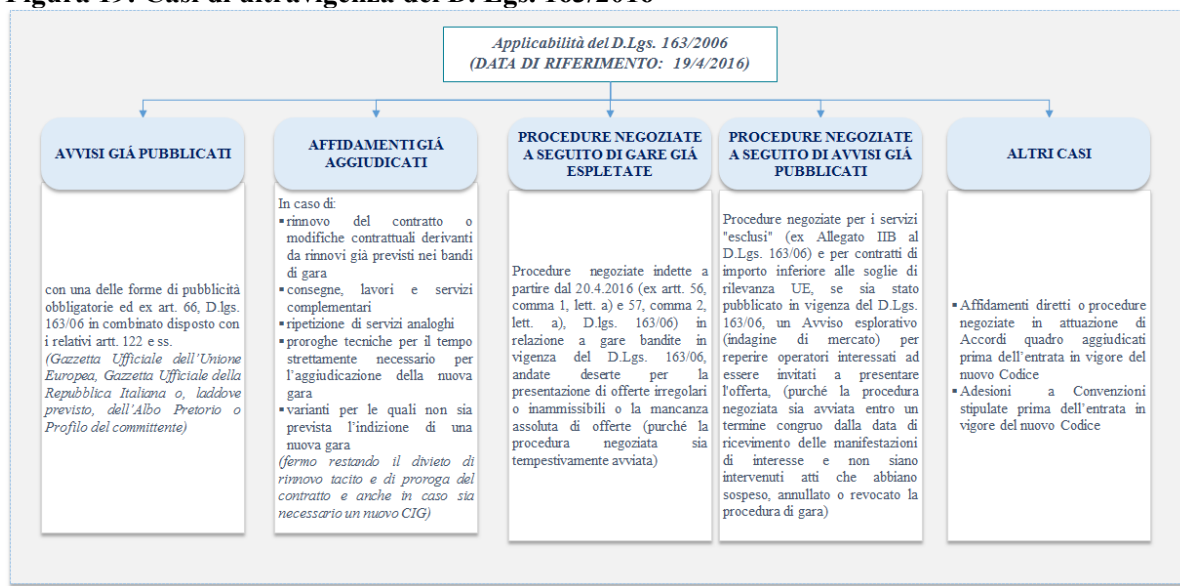 Figura 19: Casi di ultravigenza del D. Lgs. 163/2016
Applicabilità del D.Lgs. 163/2006
(DATA DI RIFERIMENTO: 19/4/2016)
AVVISI GIÁ PUBBLICATI
con una delle forme di pubblicità
obbligatorie ed ex art. 66, D.lgs.
163/06 in combinato disposto con
i relativi artt. 122 e ss.
(Gazzetta Ufficiale dell'Unione
Europea, Gazzetta Ufficiale della
Repubblica Italiana o, laddove
previsto, dell'Albo Pretorio o
Profilo del committente)
AFFIDAMENTI GIÁ
AGGIUDICATI
In caso di:
▪ rinnovo del contratto o
modifiche contrattuali derivanti
da rinnovi già previsti nei bandi
di gara
▪ consegne, lavori e servizi
complementari
▪ ripetizione di servizi analoghi
▪ proroghe tecniche per il tempo
strettamente necessario per
l'aggiudicazione della nuova
gara
▪ varianti per le quali non sia
prevista l'indizione di una
nuova gara
(fermo restando il divieto di
rinnovo tacito e di proroga del
contratto e anche in caso sia
necessario un nuovo CIG)
PROCEDURE NEGOZIATE
A SEGUITO DI GARE GIÁ
ESPLETATE
Procedure negoziate indette a
partire dal 20.4.2016 (ex artt. 56,
comma 1, lett. a) e 57, comma 2,
lett. a), D.lgs. 163/06) in
relazione a gare bandite in
vigenza del D.Lgs. 163/06,
andate deserte per la
presentazione di offerte irregolari
o inammissibili o la mancanza
assoluta di offerte (purché la
procedura negoziata sia
tempestivamente avviata)
PROCEDURE NEGOZIATE
A SEGUITO DI AVVISI GIÁ
PUBBLICATI
Procedure negoziate per i servizi
"esclusi" (ex Allegato IIB al
D.Lgs. 163/06) e per contratti di
importo inferiore alle soglie di
rilevanza UE, se sia stato
pubblicato in vigenza del D.Lgs.
163/06, un Avviso esplorativo
(indagine di mercato) per
reperire operatori interessati ad
essere invitati a presentare
l'offerta, (purché la procedura
negoziata sia avviata entro un
termine congruo dalla data di
ricevimento delle manifestazioni
di interesse e non siano
intervenuti atti che abbiano
sospeso, annullato o revocato la
procedura di gara)
ALTRI CASI
▪ Affidamenti diretti o procedure
negoziate in attuazione di
Accordi quadro aggiudicati
prima dell'entrata in vigore del
nuovo Codice
▪ Adesioni a Convenzioni
stipulate prima dell'entrata in
vigore del nuovo Codice